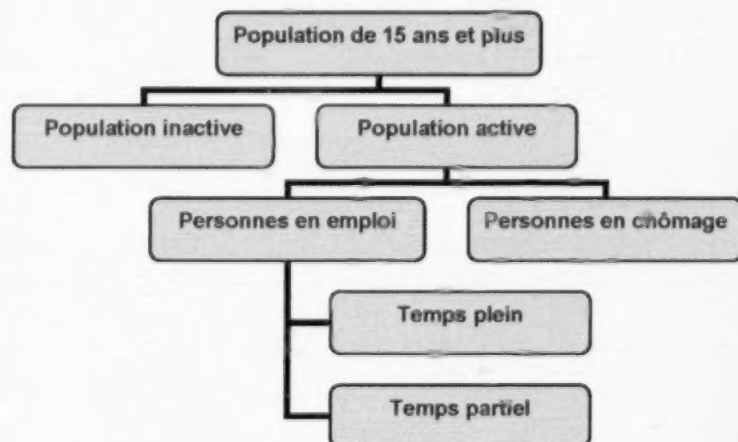 Population de 15 ans et plus
Population inactive
Population active
Personnes en emploi
Personnes en chômage
Temps plein
Temps partiel